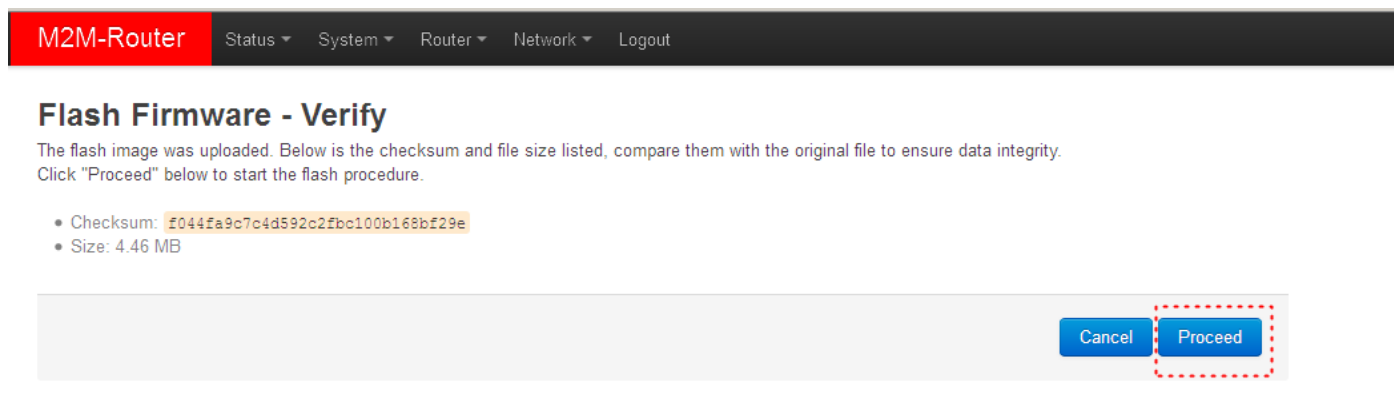 M2M-Router Status System Router Network Logout
Flash Firmware - Verify
The flash image was uploaded. Below is the checksum and file size listed, compare them with the original file to ensure data integrity.
Click "Proceed" below to start the flash procedure.
Checksum: f044fa9c7c4d592c2fbc100b168bf29e
Size: 4.46 MB
Cancel Proceed